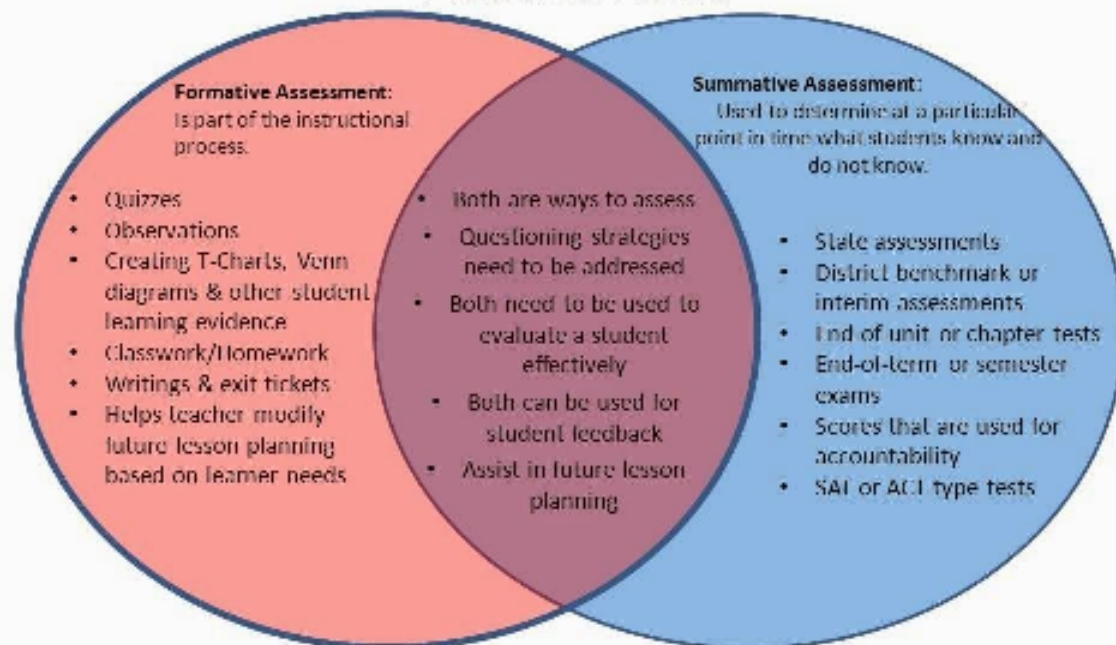 Formative Assessment:
Is part of the instructional
process.
• Quizzes
• Observations
• Creating T-Charts, Venn
diagrams & other student
learning evidence
• Classwork/Homework
• Writings & exit tickets
• Helps teacher modify
future lesson planning
based on learner needs
• Both are ways to assess
• Questioning strategies
need to be addressed
• Both need to be used to
evaluate a student
effectively
• Both can be used for
student feedback
• Assist in future lesson
planning
Summative Assessment:
Used to determine at a particular
point in time what students know and
do not know.
• State assessments
• District benchmark or
interim assessments
• End of unit or chapter tests
• End-of-term or semester
exams
• Scores that are used for
accountability
• SAT or ACT type tests